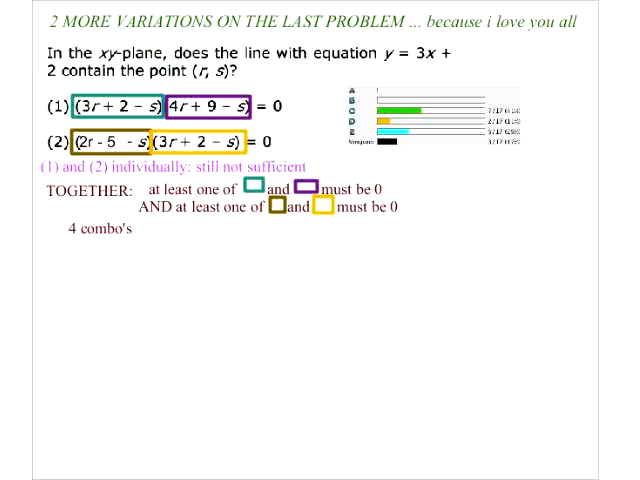 2 MORE VARIATIONS ON THE LAST PROBLEM ... because i love you all
In the xy-plane, does the line with equation y = 3x +
2 contain the point (r, s)?
(1) (3r + 2 - s)(4r + 9 - s) = 0
(2) (2r - 5 - s)(3r + 2 - s) = 0
A
B
C
D
E
Ninguno
(1) and (2) individually: still not sufficient
TOGETHER: at least one of and must be 0
AND at least one of and must be 0
4 combo's